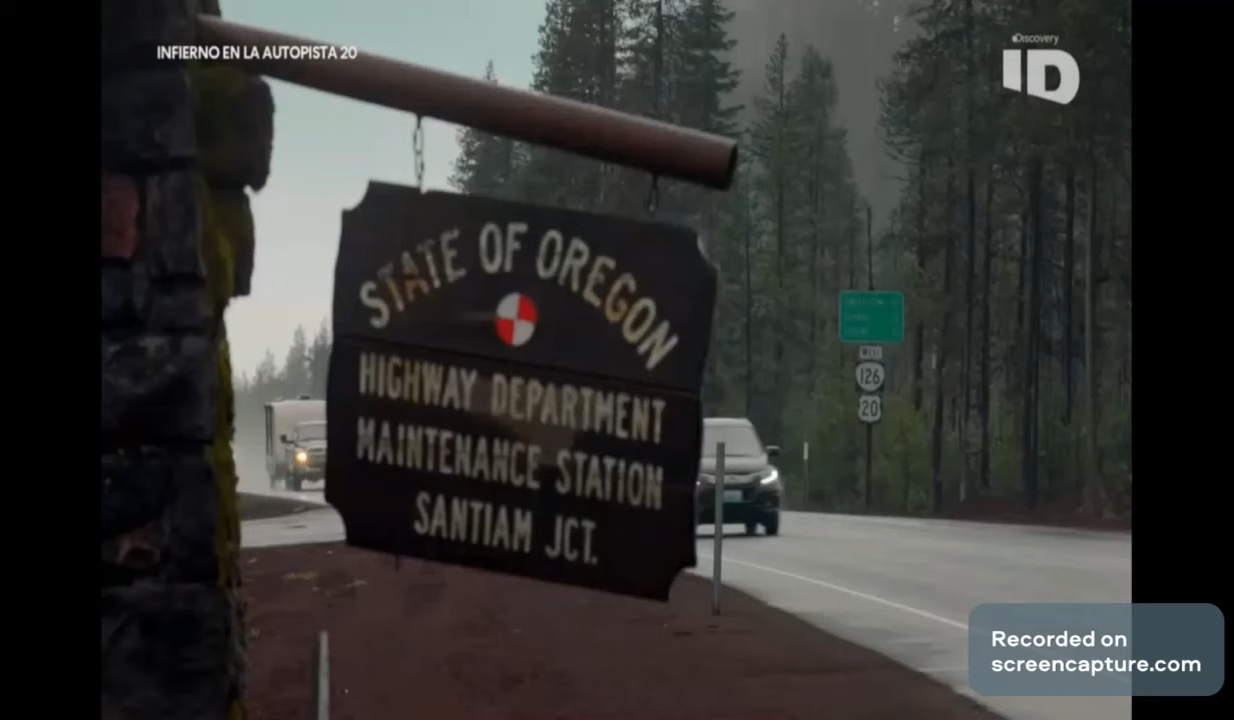 INFIERNO EN LA AUTOPISTA 20
Discovery
ID
STATE OF OREGON
HIGHWAY DEPARTMENT
MAINTENANCE STATION
SANTIAM JCT.
WEST
126
20
Recorded on
screencapture.com